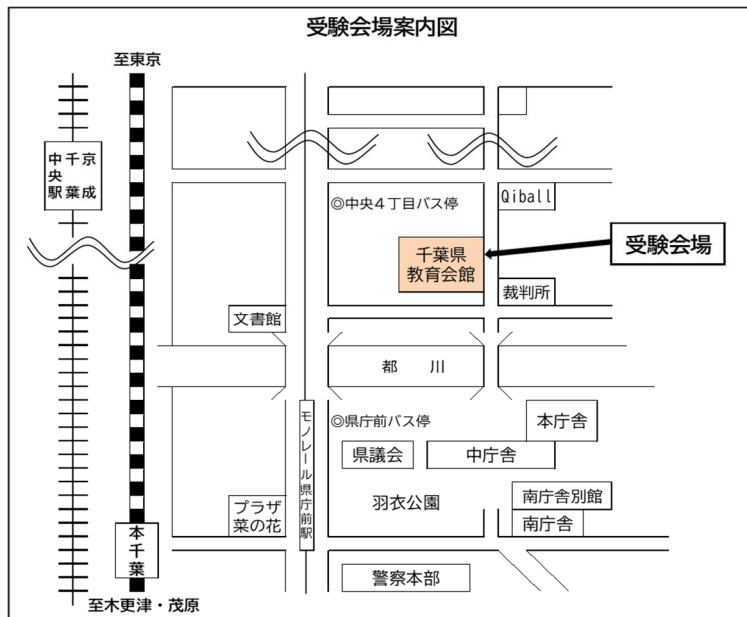 受験会場案内図
至東京
京成
千葉
中央駅
◎中央4丁目バス停
Qiball
千葉県
教育会館
受験会場
裁判所
文書館
都 川
◎県庁前バス停
本庁舎
モノレール県庁前駅
県議会
中庁舎
プラザ
菜の花
羽衣公園
南庁舎別館
南庁舎
本千葉
警察本部
至木更津・茂原